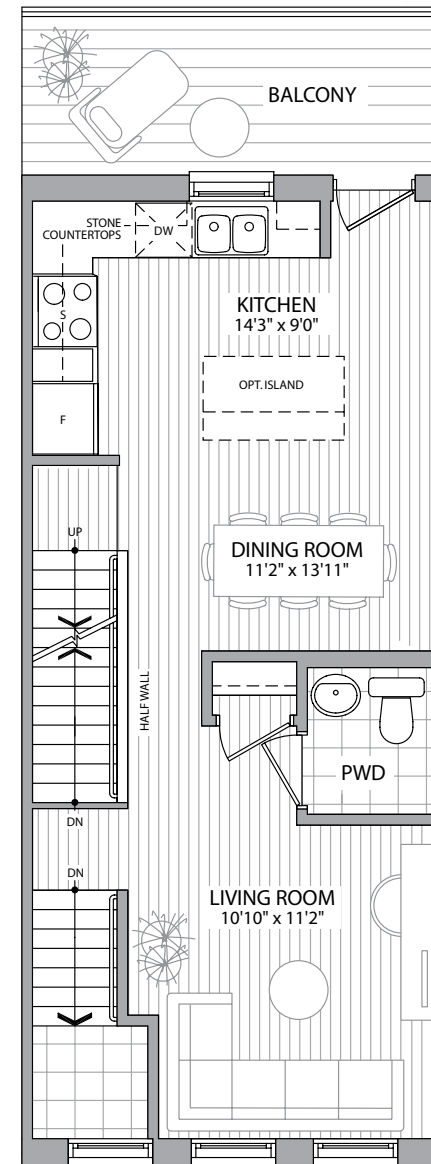 BALCONY
STONE
COUNTERTOPS
DW
KITCHEN
14'3" x 9'0"
S
OPT. ISLAND
F
UP
DINING ROOM
11'2" x 13'11"
HALF WALL
PWD
DN
DN
LIVING ROOM
10'10" x 11'2"